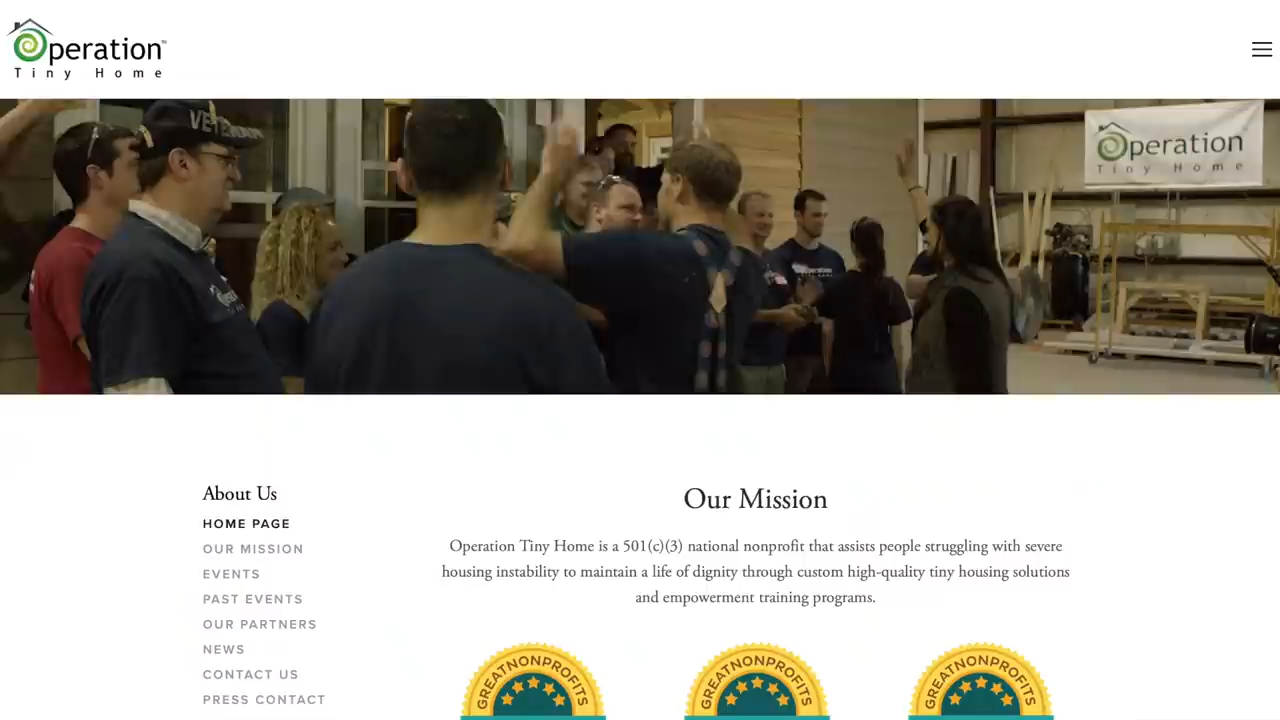 Operation™
Tiny Home
VETERAN
Operation
Tiny Home
About Us
HOME PAGE
OUR MISSION
EVENTS
PAST EVENTS
OUR PARTNERS
NEWS
CONTACT US
PRESS CONTACT
Our Mission
Operation Tiny Home is a 501(c)(3) national nonprofit that assists people struggling with severe
housing instability to maintain a life of dignity through custom high-quality tiny housing solutions
and empowerment training programs.
GREATNONPROFITS
GREATNONPROFITS
GREATNONPROFITS